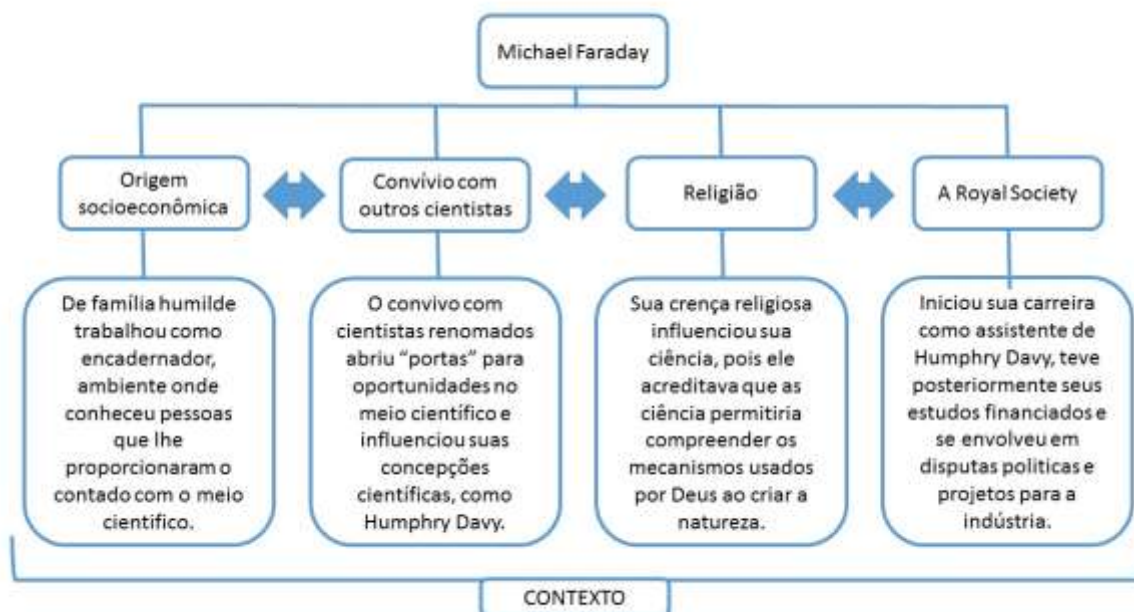 Michael Faraday
Origem
socioeconômica
Convívio com
outros cientistas
Religião
A Royal Society
De família humilde
trabalhou como
encadernador,
ambiente onde
conheceu pessoas
que lhe
proporcionaram o
contado com o meio
cientifico.
O convivo com
cientistas renomados
abriu “portas” para
oportunidades no
meio científico e
influenciou suas
concepções
científicas, como
Humphry Davy.
Sua crença religiosa
influenciou sua
ciência, pois ele
acreditava que as
ciência permitiria
compreender os
mecanismos usados
por Deus ao criar a
natureza.
Iniciou sua carreira
como assistente de
Humphry Davy, teve
posteriormente seus
estudos financiados e
se envolveu em
disputas politicas e
projetos para a
indústria.
CONTEXTO